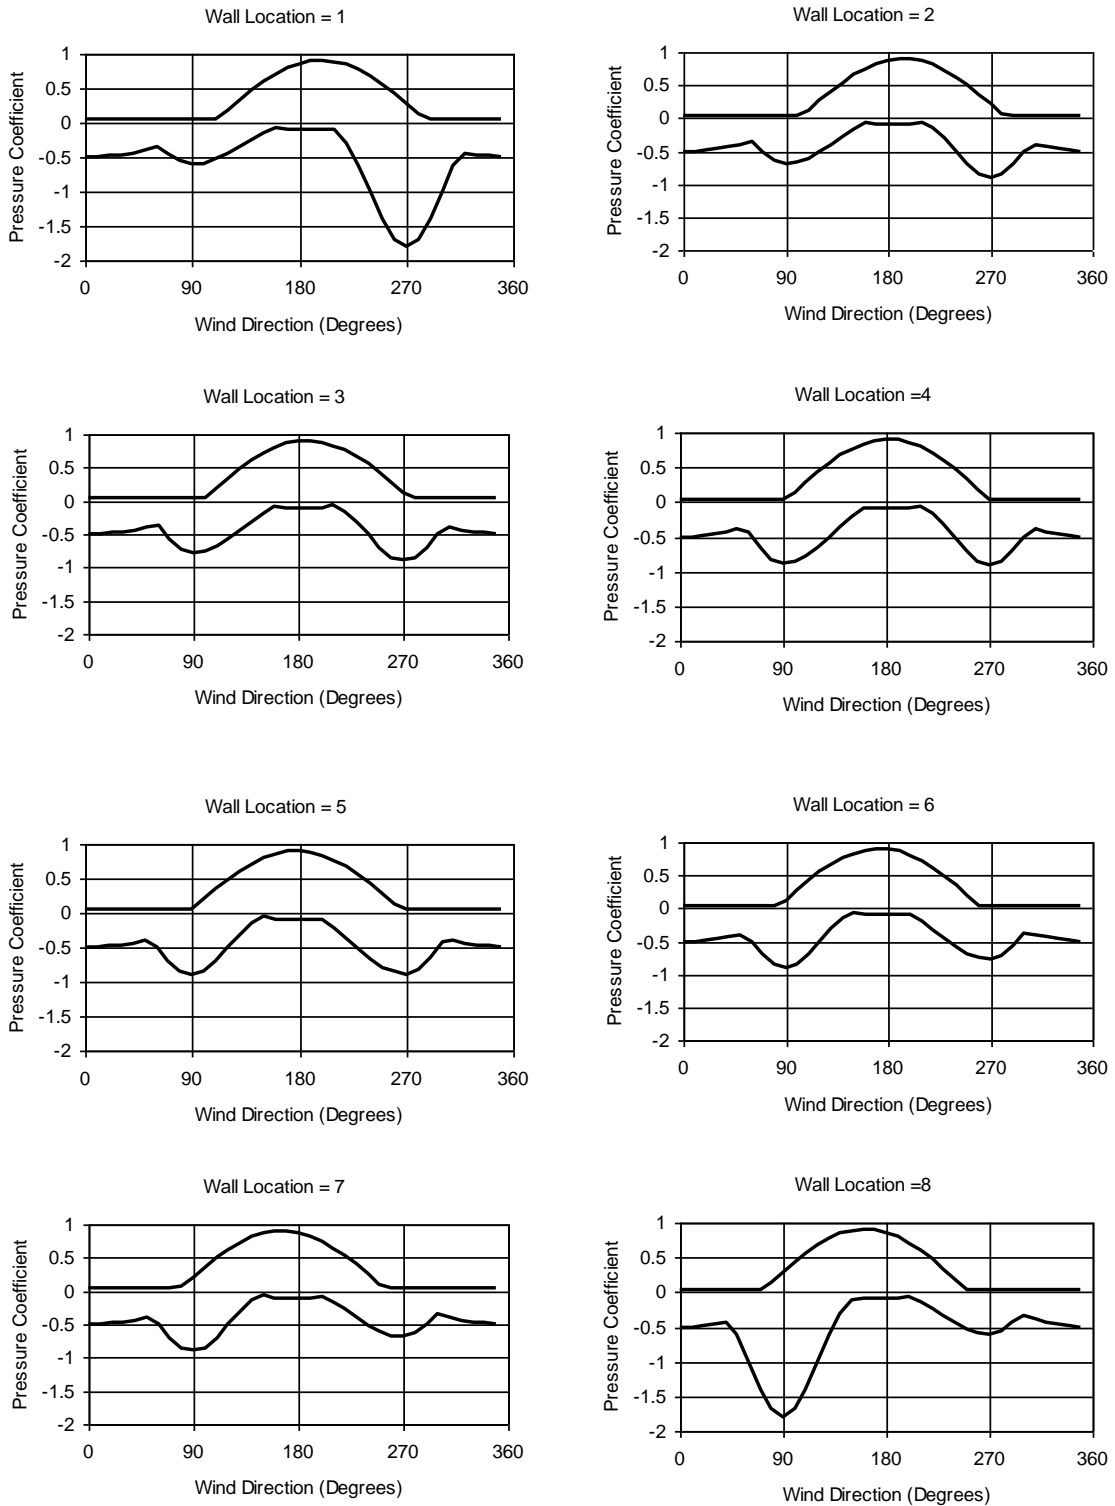 Wall Location = 1
Pressure Coefficient
1
0.5
0
-0.5
-1
-1.5
-2
0 90 180 270 360
Wind Direction (Degrees)
Wall Location = 2
Pressure Coefficient
1
0.5
0
-0.5
-1
-1.5
-2
0 90 180 270 360
Wind Direction (Degrees)
Wall Location = 3
Pressure Coefficient
1
0.5
0
-0.5
-1
-1.5
-2
0 90 180 270 360
Wind Direction (Degrees)
Wall Location =4
Pressure Coefficient
1
0.5
0
-0.5
-1
-1.5
-2
0 90 180 270 360
Wind Direction (Degrees)
Wall Location = 5
Pressure Coefficient
1
0.5
0
-0.5
-1
-1.5
-2
0 90 180 270 360
Wind Direction (Degrees)
Wall Location = 6
Pressure Coefficient
1
0.5
0
-0.5
-1
-1.5
-2
0 90 180 270 360
Wind Direction (Degrees)
Wall Location = 7
Pressure Coefficient
1
0.5
0
-0.5
-1
-1.5
-2
0 90 180 270 360
Wind Direction (Degrees)
Wall Location =8
Pressure Coefficient
1
0.5
0
-0.5
-1
-1.5
-2
0 90 180 270 360
Wind Direction (Degrees)